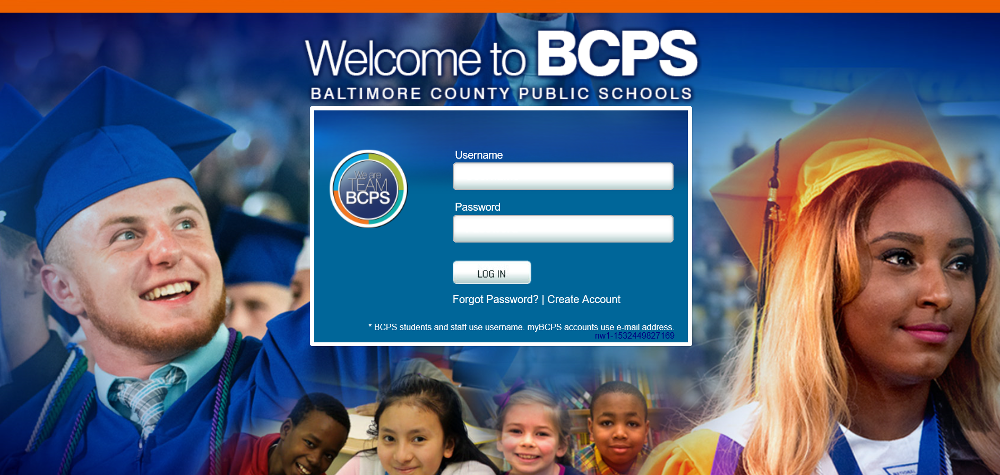 Welcome to BCPS
BALTIMORE COUNTY PUBLIC SCHOOLS
We are
TEAM
BCPS
Username
Password
LOG IN
Forgot Password? | Create Account
* BCPS students and staff use username. myBCPS accounts use e-mail address.
nw1-1532449827169
NATIONAL